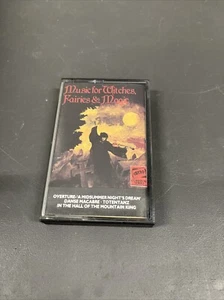 Music for Witches,
Fairies & Magic
OVERTURE/'A MIDSUMMER NIGHT'S DREAM'
DANSE MACABRE · TOTENTANZ
IN THE HALL OF THE MOUNTAIN KING